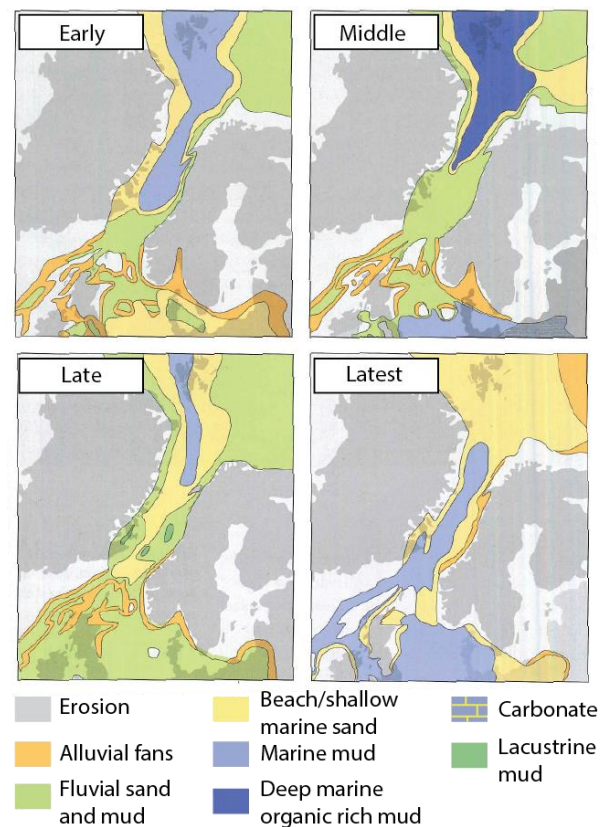 Early
Middle
Late
Latest
Erosion
Alluvial fans
Fluvial sand
and mud
Beach/shallow
marine sand
Marine mud
Deep marine
organic rich mud
Carbonate
Lacustrine
mud